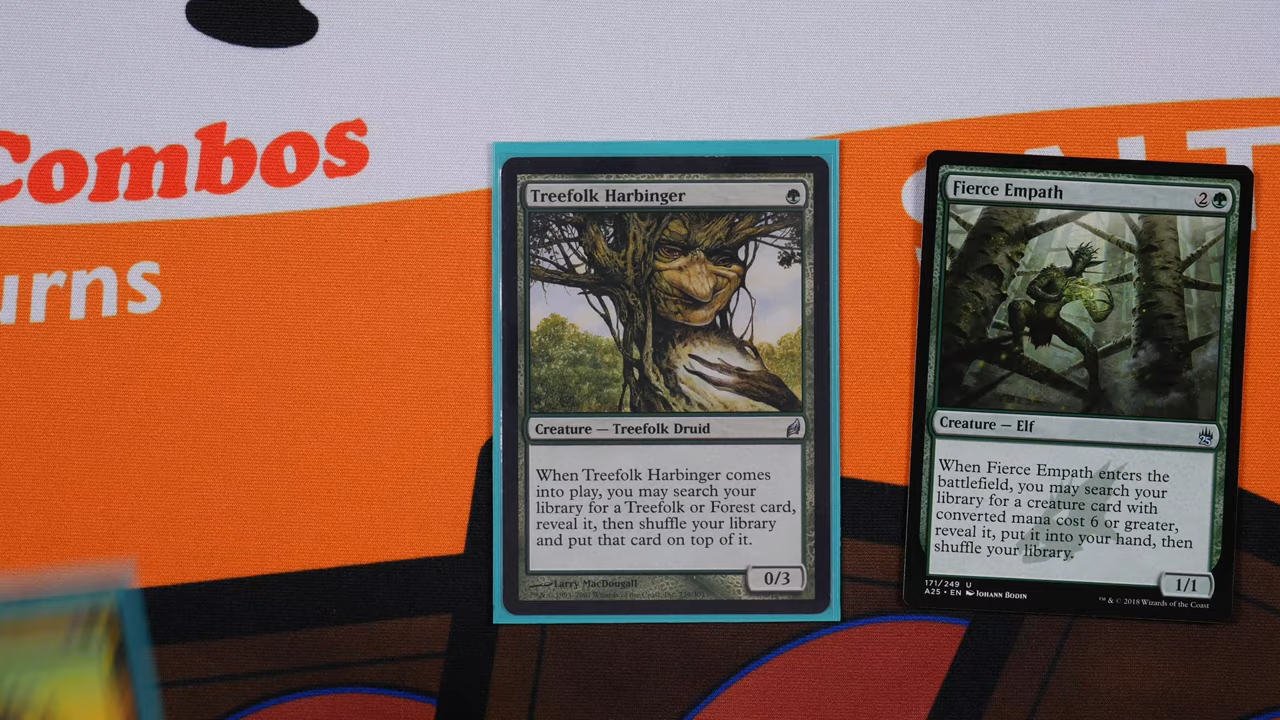 Combos
urns
Treefolk Harbinger
Creature — Treefolk Druid
When Treefolk Harbinger comes
into play, you may search your
library for a Treefolk or Forest card,
reveal it, then shuffle your library
and put that card on top of it.
0/3
Larry MacDougall
Fierce Empath
2
Creature — Elf
When Fierce Empath enters the
battlefield, you may search your
library for a creature card with
converted mana cost 6 or greater,
reveal it, put it into your hand, then
shuffle your library.
1/1
171/249 U
A25 • EN Johann Bodin
™ & © 2018 Wizards of the Coast